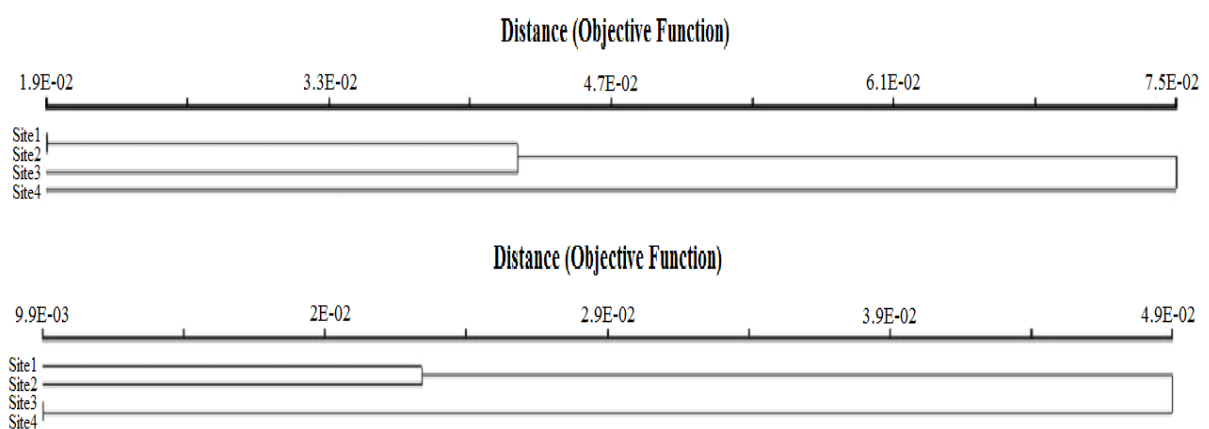 Distance (Objective Function)
1.9E-02 3.3E-02 4.7E-02 6.1E-02 7.5E-02
Site1
Site2
Site3
Site4
Distance (Objective Function)
9.9E-03 2E-02 2.9E-02 3.9E-02 4.9E-02
Site1
Site2
Site3
Site4